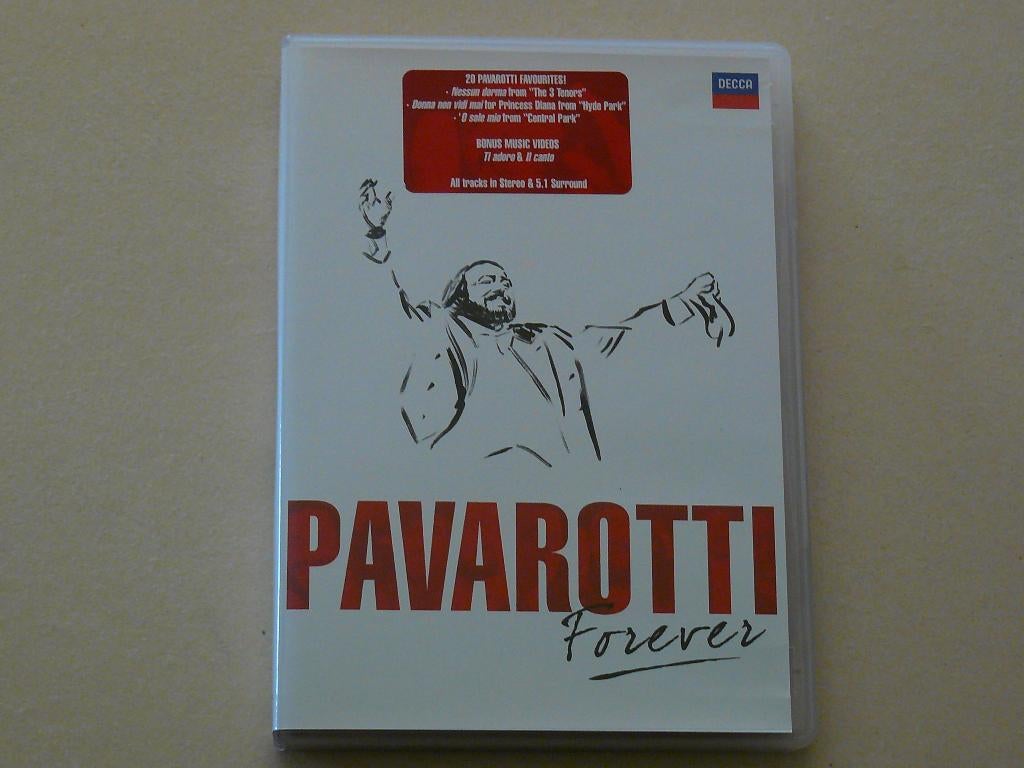 20 PAVAROTTI FAVOURITES!
· Nessun dorma from "The 3 Tenors"
· Donna non vidi mai for Princess Diana from "Hyde Park"
· 'O sole mio from "Central Park"
BONUS MUSIC VIDEOS
Ti adoro & Il canto
All tracks in Stereo & 5.1 Surround
DECCA
PAVAROTTI
Forever